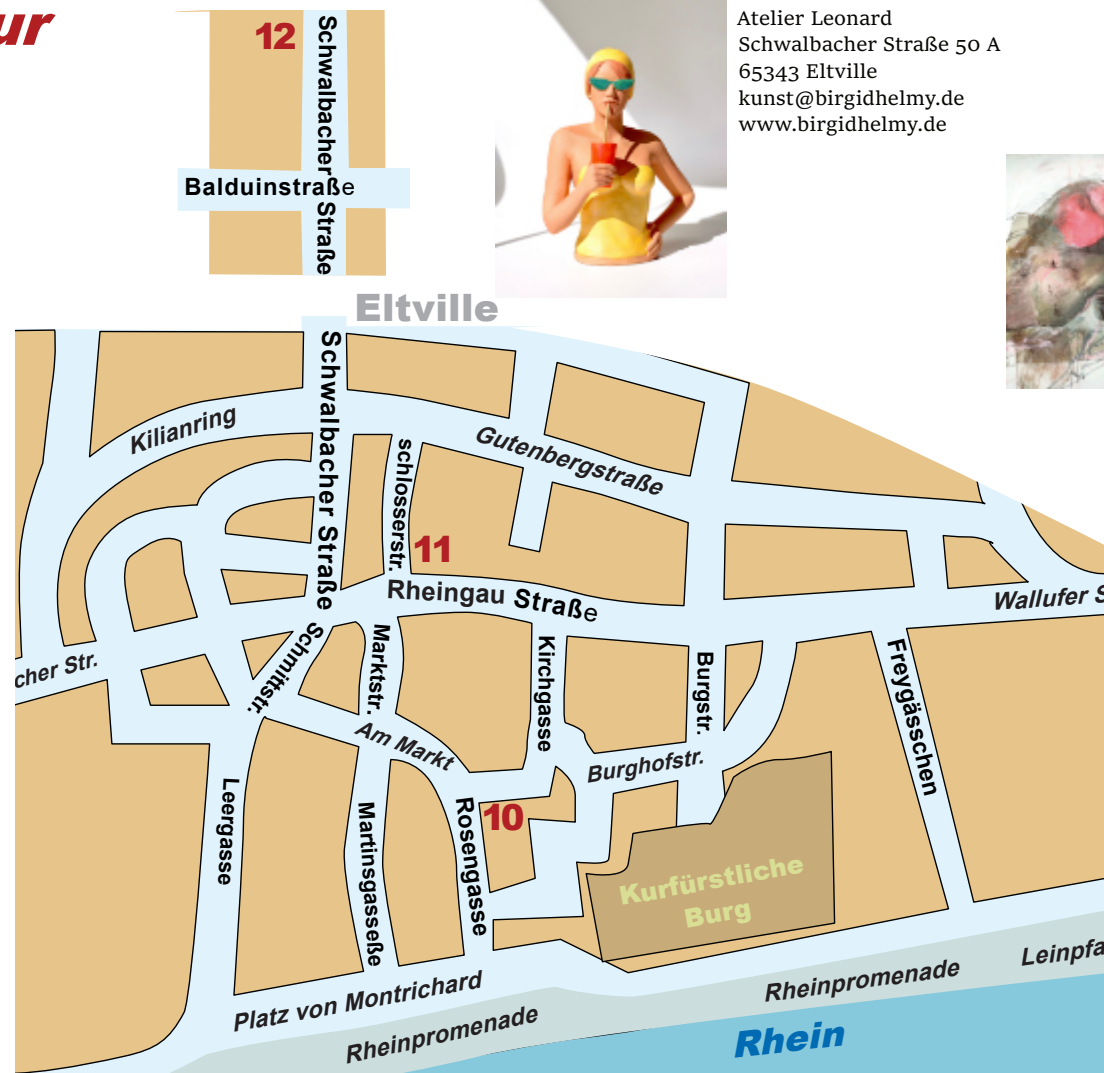 ur
12
Schwalbacher Straße
Balduinstraße
Atelier Leonard
Schwalbacher Straße 50 A
65343 Eltville
kunst@birgidhelmy.de
www.birgidhelmy.de
Eltville
Schwalbacher Straße
Kilianring
Gutenbergstraße
schlosserstr.
11
Rheingau Straße
Wallufer S
cher Str.
Schmittstr.
Marktstr.
Kirchgasse
Burgstr.
Freygässchen
Am Markt
Burghofstr.
Leergasse
Martinsgasseße
Rosengasse
10
Kurfürstliche
Burg
Platz von Montrichard
Rheinpromenade
Rheinpromenade
Leinpfa
Rhein